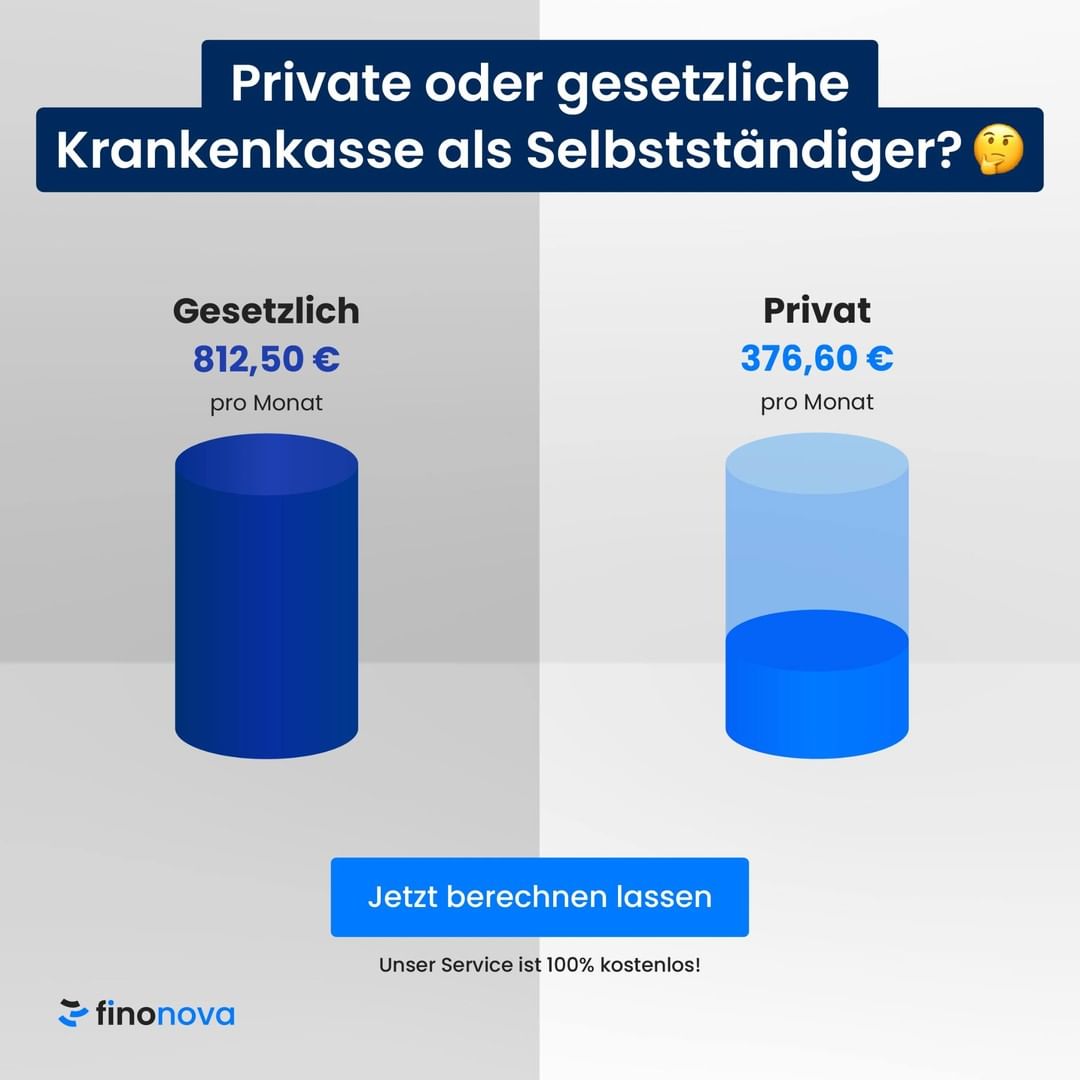 Private oder gesetzliche
Krankenkasse als Selbstständiger? 🤔
Gesetzlich
812,50 €
pro Monat
Privat
376,60 €
pro Monat
Jetzt berechnen lassen
Unser Service ist 100% kostenlos!
finonova